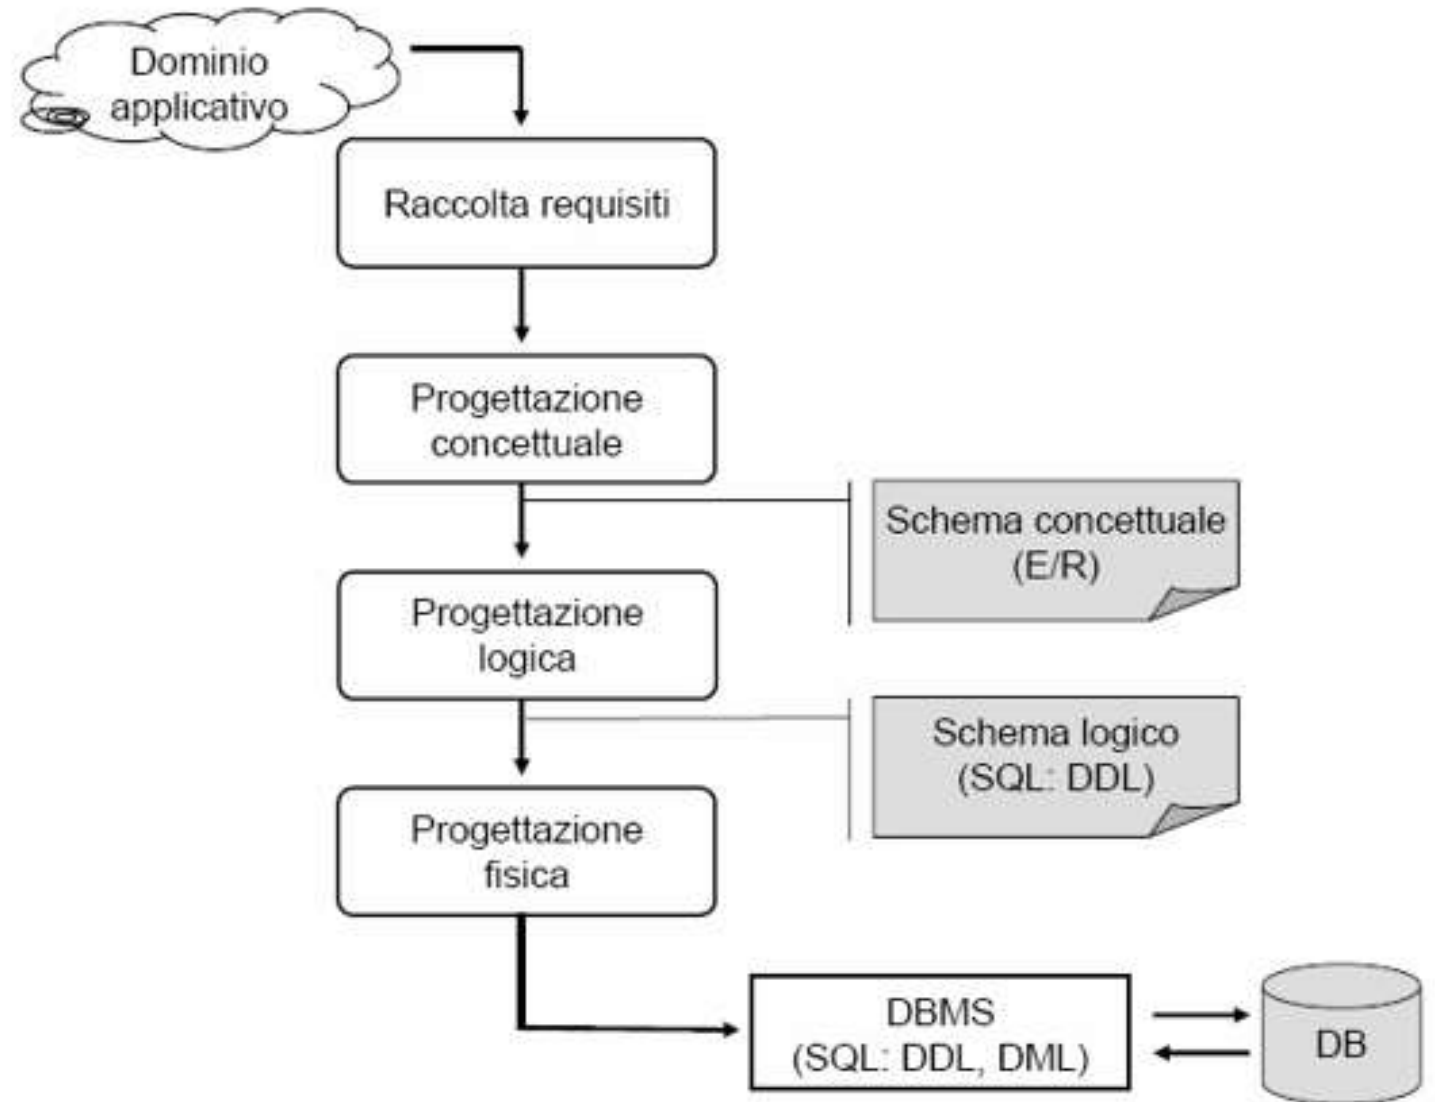 Dominio
applicativo
Raccolta requisiti
Progettazione
concettuale
Schema concettuale
(E/R)
Progettazione
logica
Schema logico
(SQL: DDL)
Progettazione
fisica
DBMS
(SQL: DDL, DML)
DB